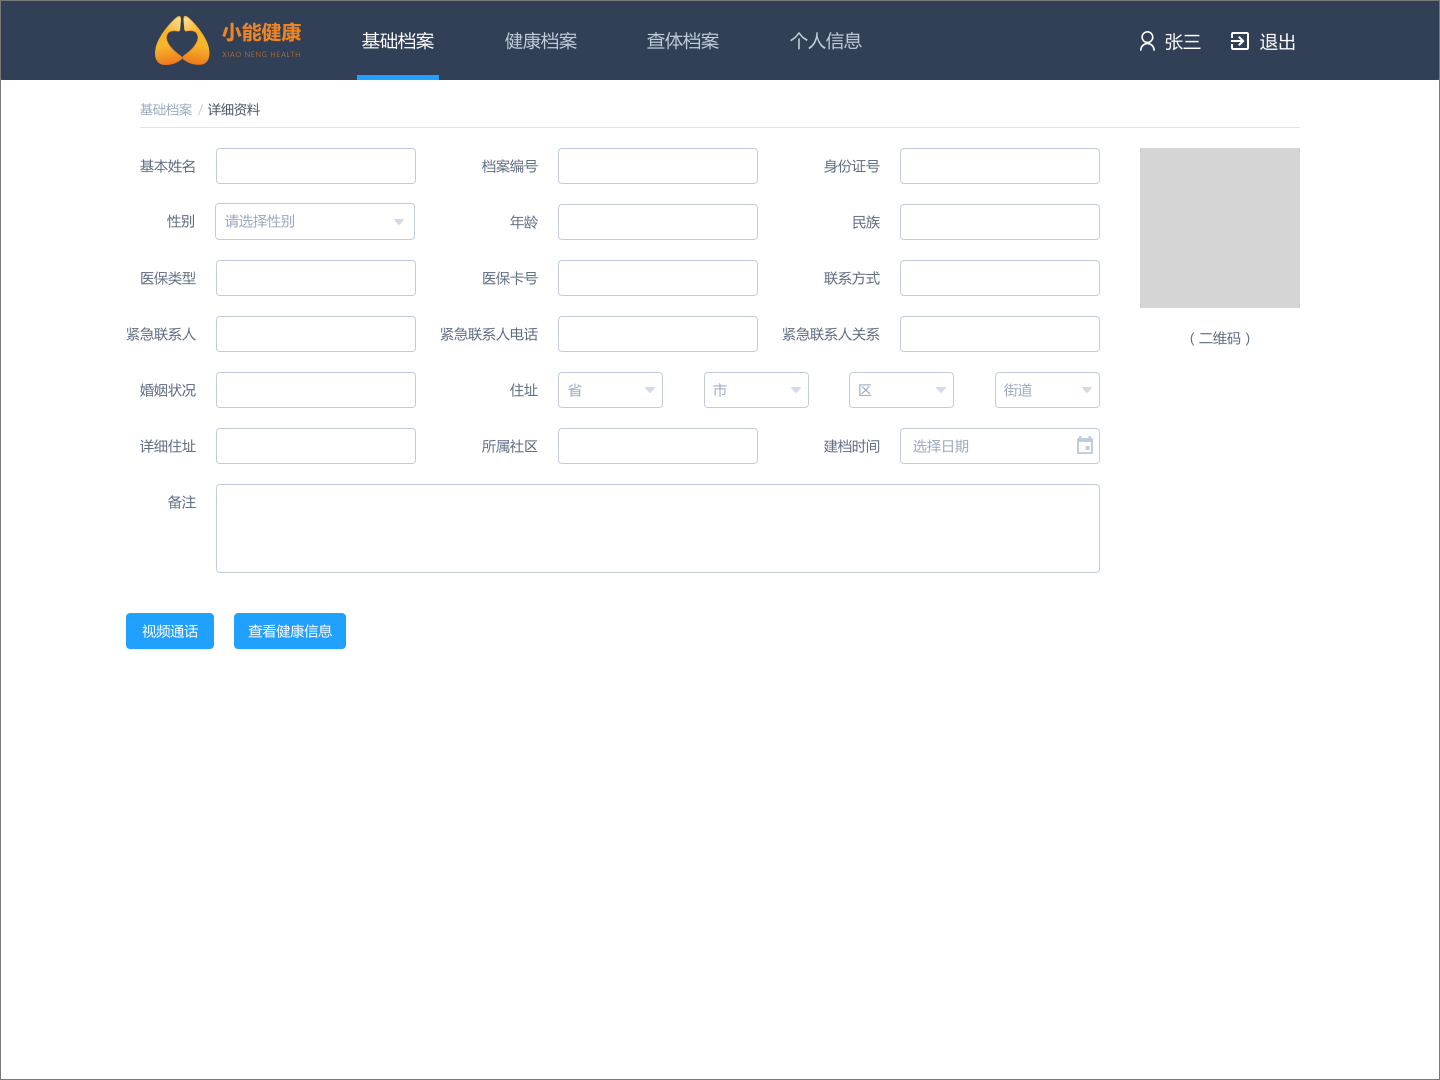 小能健康
XIAO NENG HEALTH
基础档案 健康档案 查体档案 个人信息 张三 退出
基础档案 / 详细资料
基本姓名 档案编号 身份证号
性别 请选择性别 年龄 民族
医保类型 医保卡号 联系方式
紧急联系人 紧急联系人电话 紧急联系人关系
(二维码)
婚姻状况 住址 省 市 区 街道
详细住址 所属社区 建档时间 选择日期
备注
视频通话 查看健康信息